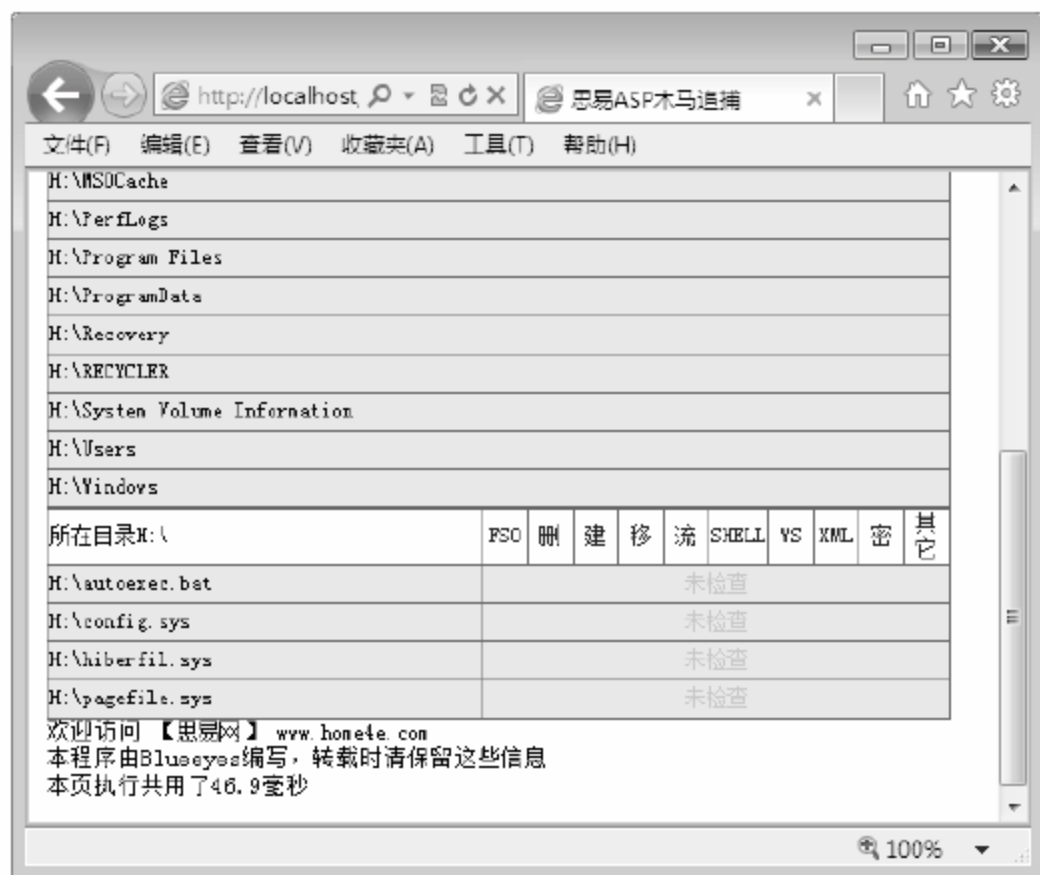 http://localhost,
思易ASP木马追捕
文件(F) 编辑(E) 查看(V) 收藏夹(A) 工具(T) 帮助(H)
H:\MSOCache
H:\PerfLogs
H:\Program Files
H:\ProgramData
H:\Recovery
H:\RECYCLER
H:\System Volume Information
H:\Users
H:\Windows
所在目录H:\ FSO 删 建 移 流 SHELL WS XML 密 其它
H:\autoexec.bat 未检查
H:\config.sys 未检查
H:\hiberfil.sys 未检查
H:\pagefile.sys 未检查
欢迎访问 【思易网】 www.home4e.com
本程序由Blueeyes编写，转载时请保留这些信息
本页执行共用了46.9毫秒
100%